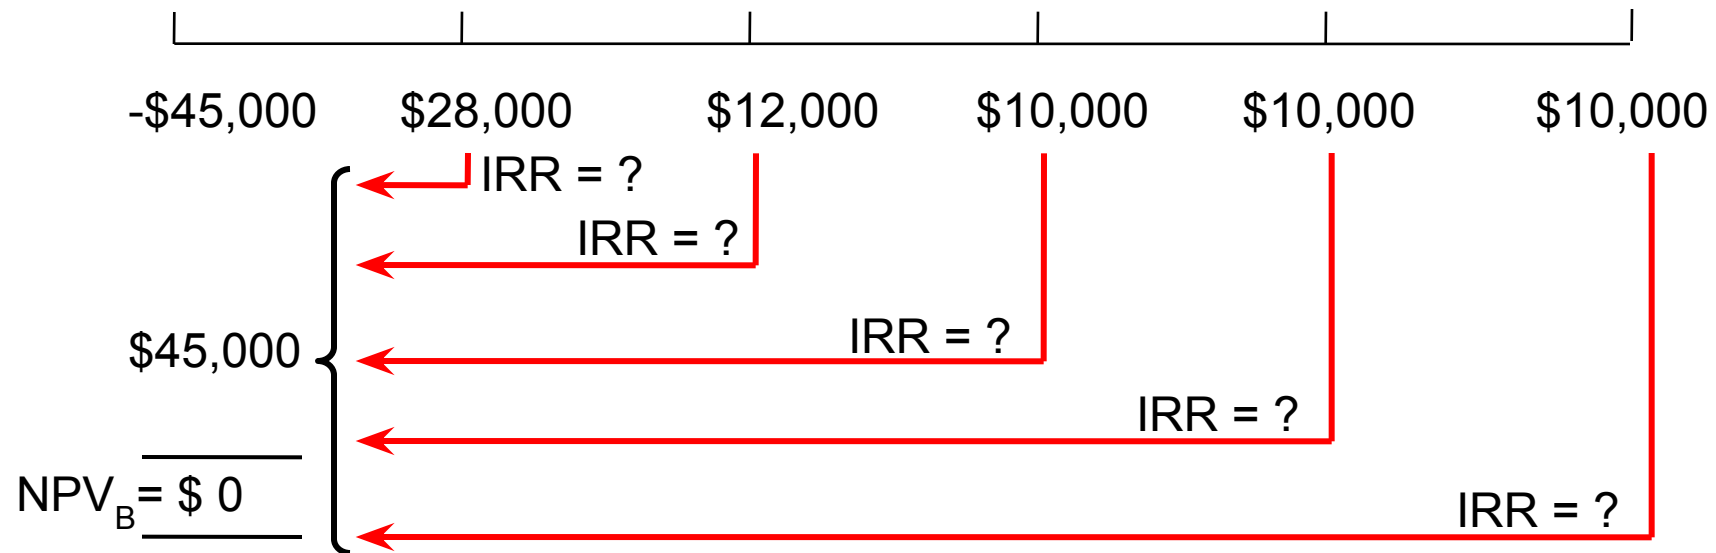 -$45,000 $28,000 $12,000 $10,000 $10,000 $10,000
IRR = ?
IRR = ?
$45,000 IRR = ?
IRR = ?
NPVB= $ 0 IRR = ?